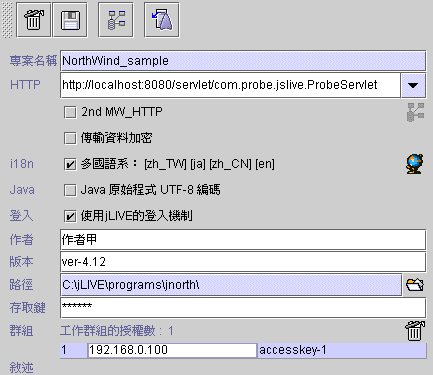 專案名稱 NorthWind_sample
HTTP http://localhost:8080/servlet/com.probe.jslive.ProbeServlet
2nd MW_HTTP
傳輸資料加密
i18n 多國語系： [zh_TW] [ja] [zh_CN] [en]
Java Java 原始程式 UTF-8 編碼
登入 使用jLIVE的登入機制
作者 作者甲
版本 ver-4.12
路徑 C:\jLIVE\programs\jnorth\
存取鍵 ******
群組 工作群組的授權數： 1
1 192.168.0.100 accesskey-1
敘述